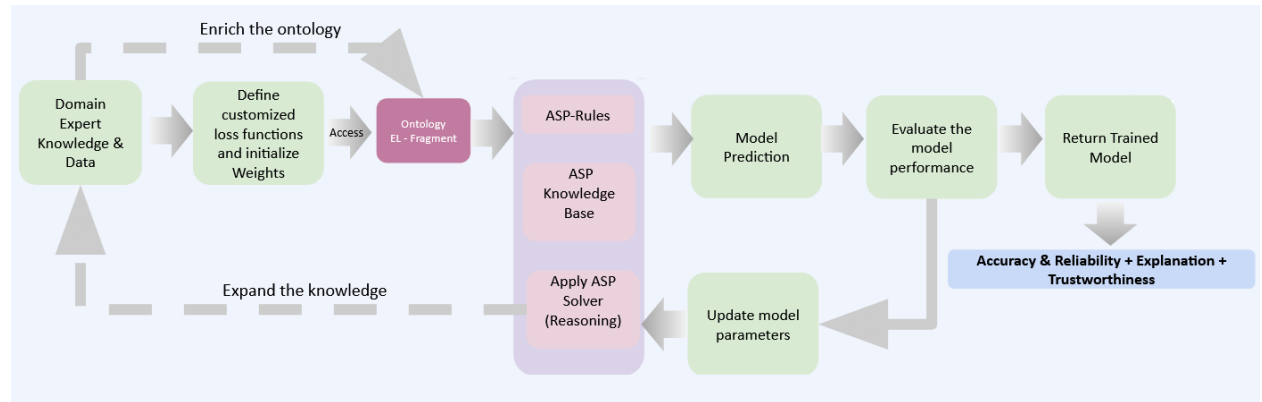 Enrich the ontology
Domain
Expert
Knowledge &
Data
Define
customized
loss functions
and initialize
Weights
Access
Ontology
EL - Fragment
ASP-Rules
ASP
Knowledge
Base
Apply ASP
Solver
(Reasoning)
Model
Prediction
Evaluate the
model
performance
Return Trained
Model
Accuracy & Reliability + Explanation +
Trustworthiness
Update model
parameters
Expand the knowledge